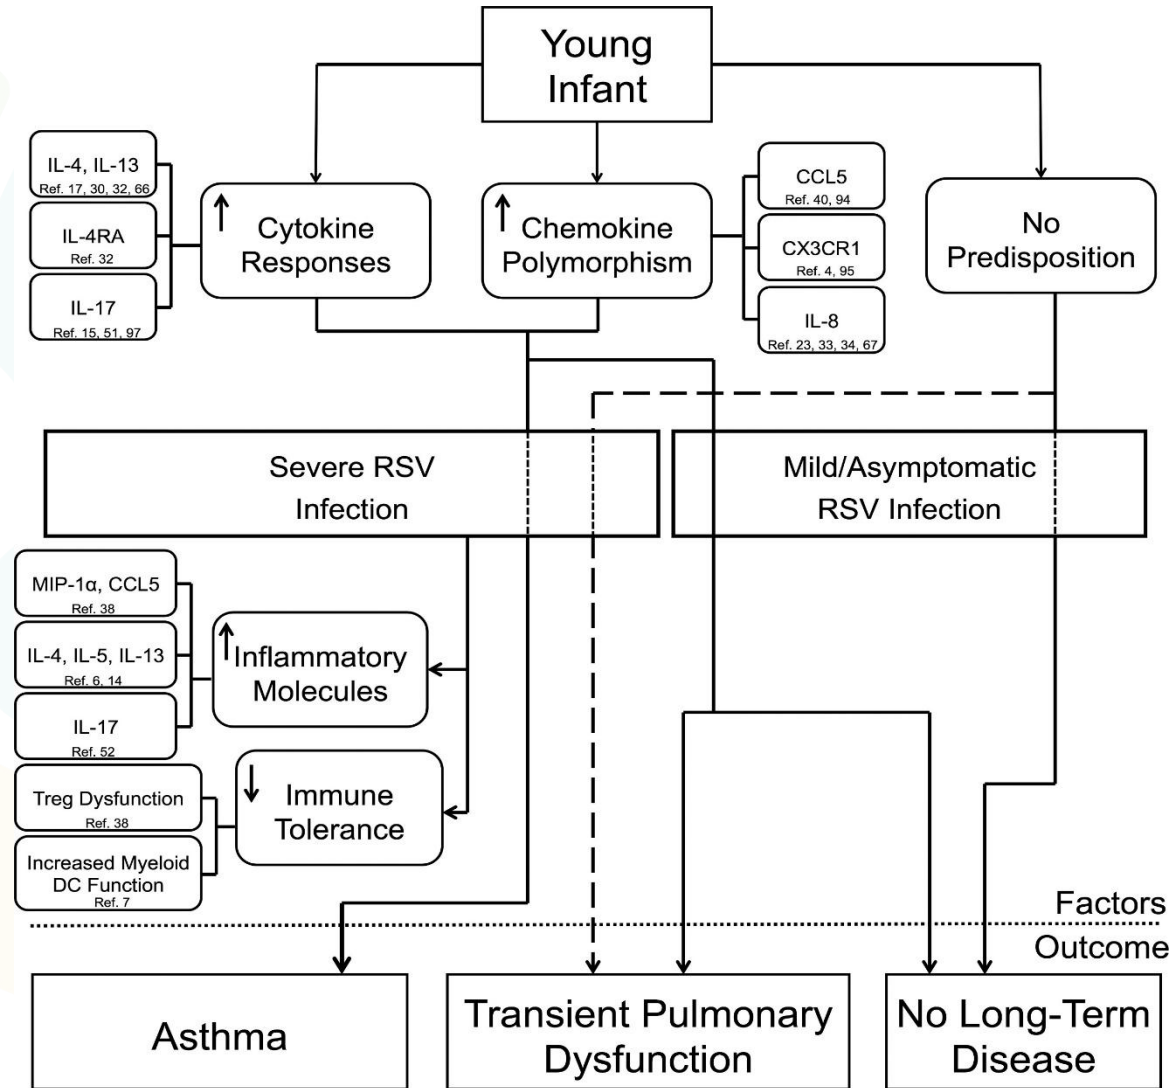 Young
Infant
IL-4, IL-13
Ref. 17, 30, 32, 66
IL-4RA
Ref. 32
IL-17
Ref. 15, 51, 97
↑ Cytokine
Responses
↑ Chemokine
Polymorphism
CCL5
Ref. 40, 94
CX3CR1
Ref. 4, 95
IL-8
Ref. 23, 33, 34, 67
No
Predisposition
Severe RSV
Infection
Mild/Asymptomatic
RSV Infection
MIP-1α, CCL5
Ref. 38
IL-4, IL-5, IL-13
Ref. 6, 14
IL-17
Ref. 52
↑ Inflammatory
Molecules
Treg Dysfunction
Ref. 38
Increased Myeloid
DC Function
Ref. 7
↓ Immune
Tolerance
Factors
Outcome
Asthma
Transient Pulmonary
Dysfunction
No Long-Term
Disease